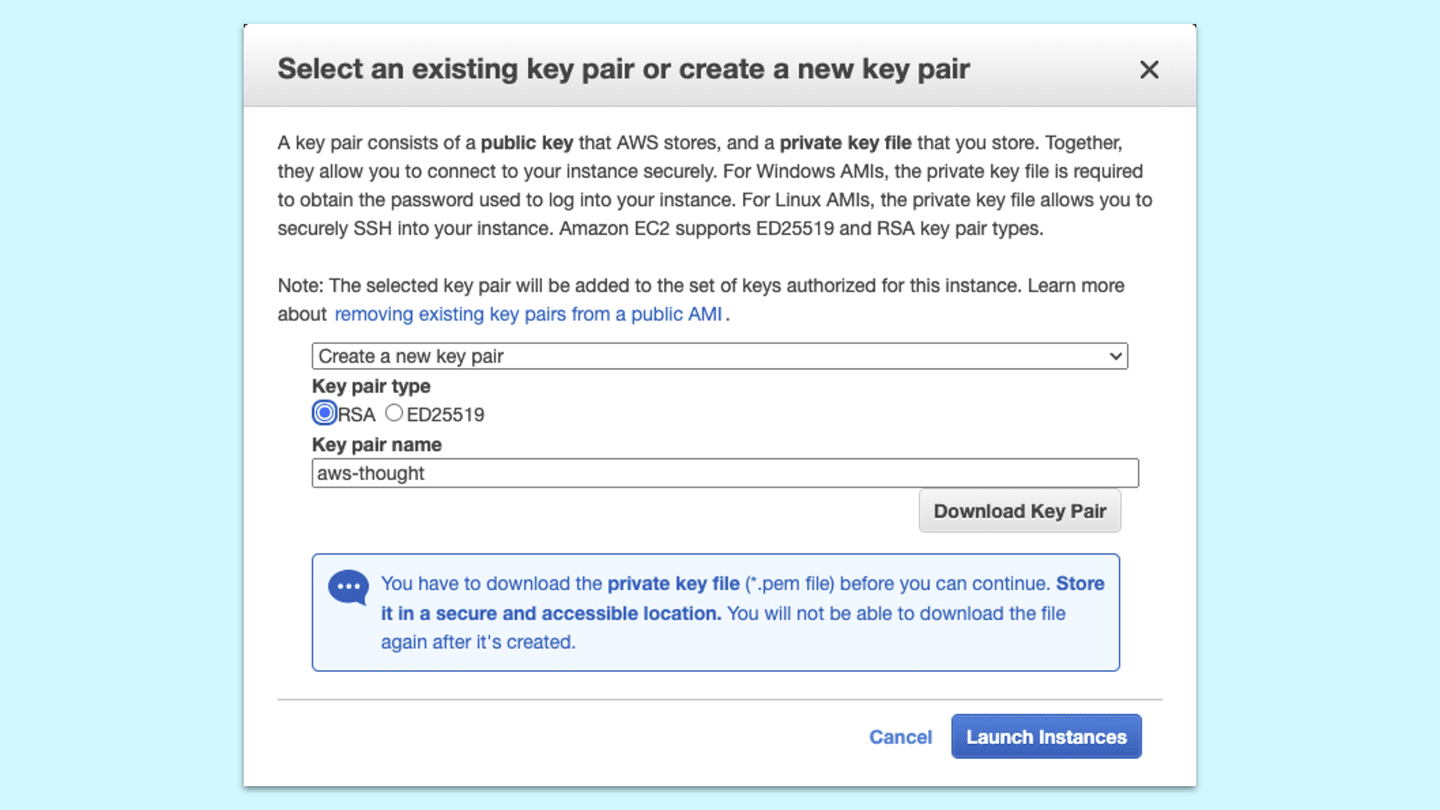 Select an existing key pair or create a new key pair
A key pair consists of a public key that AWS stores, and a private key file that you store. Together,
they allow you to connect to your instance securely. For Windows AMIs, the private key file is required
to obtain the password used to log into your instance. For Linux AMIs, the private key file allows you to
securely SSH into your instance. Amazon EC2 supports ED25519 and RSA key pair types.
Note: The selected key pair will be added to the set of keys authorized for this instance. Learn more
about removing existing key pairs from a public AMI .
Create a new key pair
Key pair type
RSA ED25519
Key pair name
aws-thought
Download Key Pair
You have to download the private key file (*.pem file) before you can continue. Store
it in a secure and accessible location. You will not be able to download the file
again after it's created.
Cancel Launch Instances